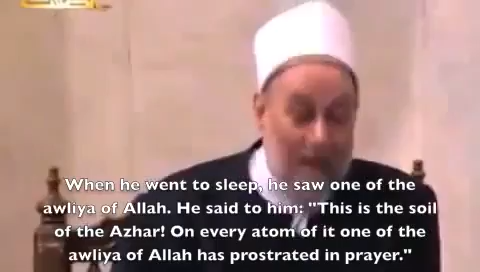 When he went to sleep, he saw one of the
awliya of Allah. He said to him: "This is the soil
of the Azhar! On every atom of it one of the
awliya of Allah has prostrated in prayer."